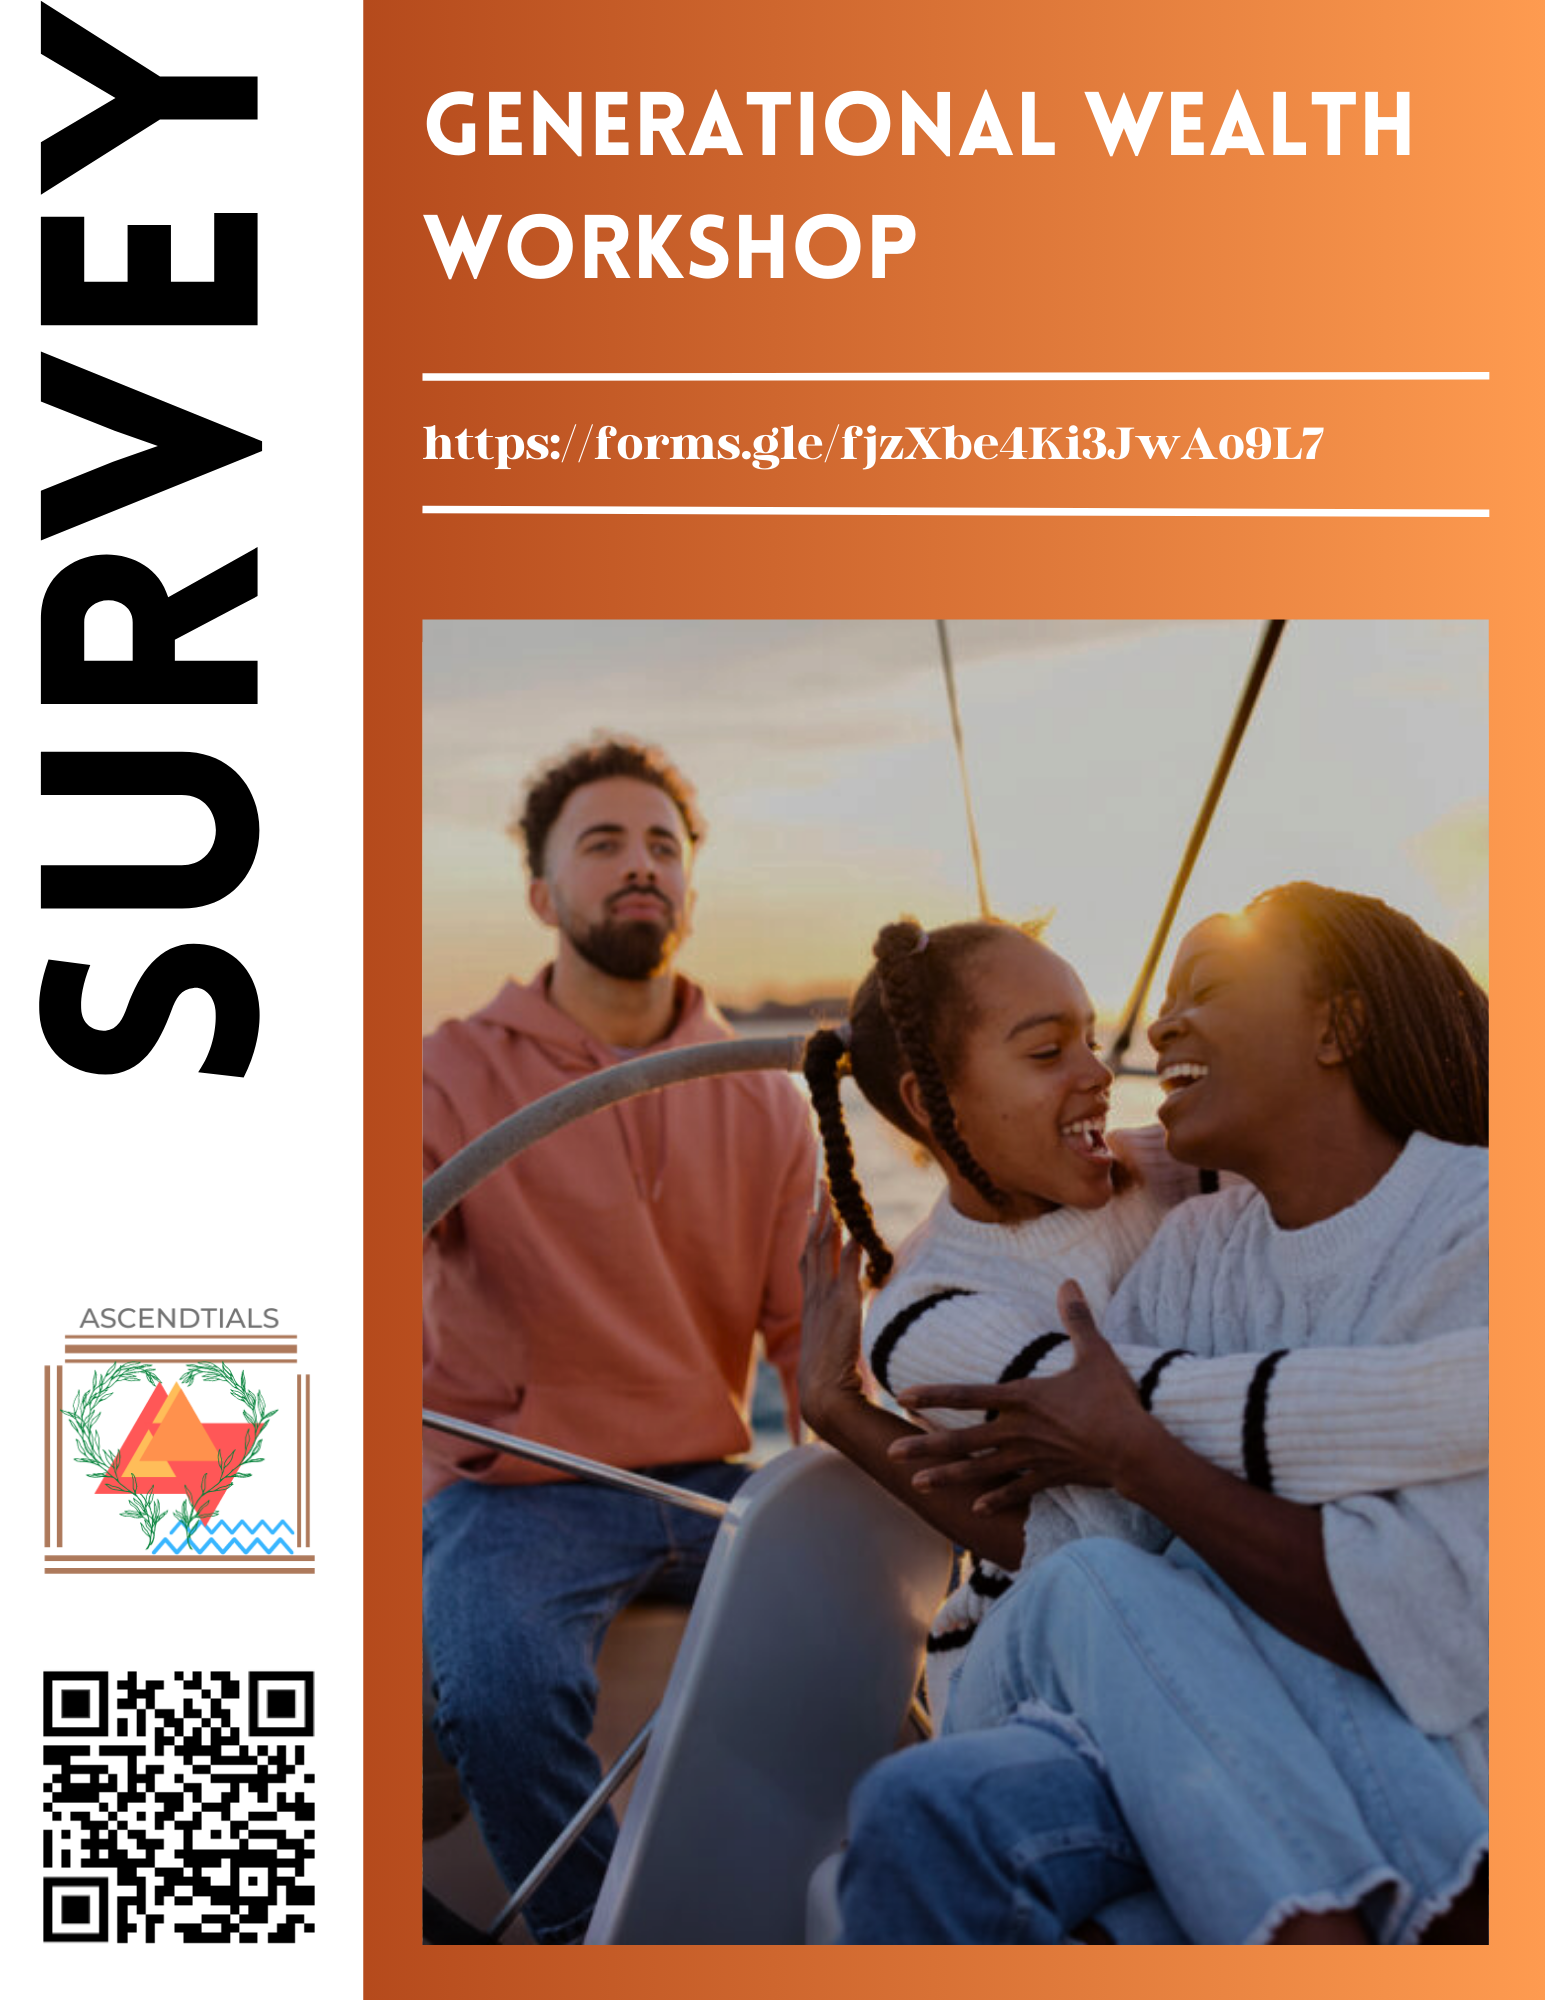 SURVEY
GENERATIONAL WEALTH
WORKSHOP
https://forms.gle/fjzXbe4Ki3JwAo9L7
ASCENDTIALS